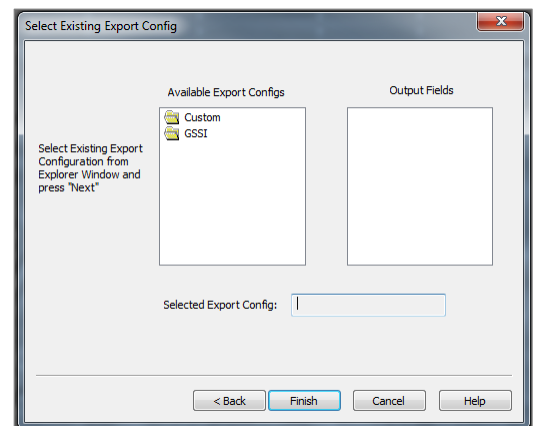 Select Existing Export Config
Available Export Configs
Output Fields
Custom
GSSI
Select Existing Export
Configuration from
Explorer Window and
press "Next"
Selected Export Config:
< Back
Finish
Cancel
Help